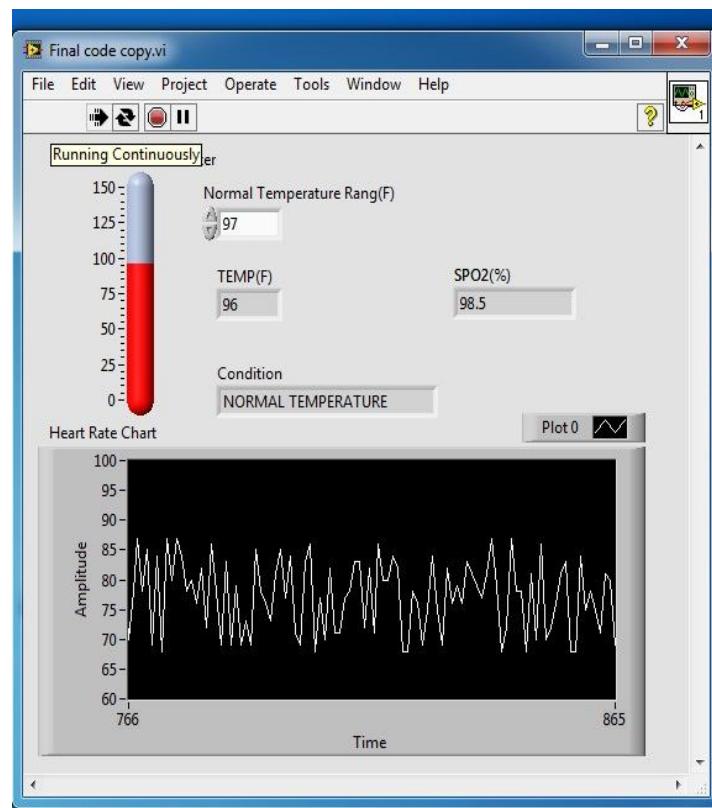 Final code copy.vi
File Edit View Project Operate Tools Window Help
1
Running Continuously
Normal Temperature Rang(F)
97
150
125
100
75
50
25
0
TEMP(F)
96
SPO2(%)
98.5
Condition
NORMAL TEMPERATURE
Heart Rate Chart
Plot 0
100
95
90
85
80
75
70
65
60
Amplitude
766
865
Time